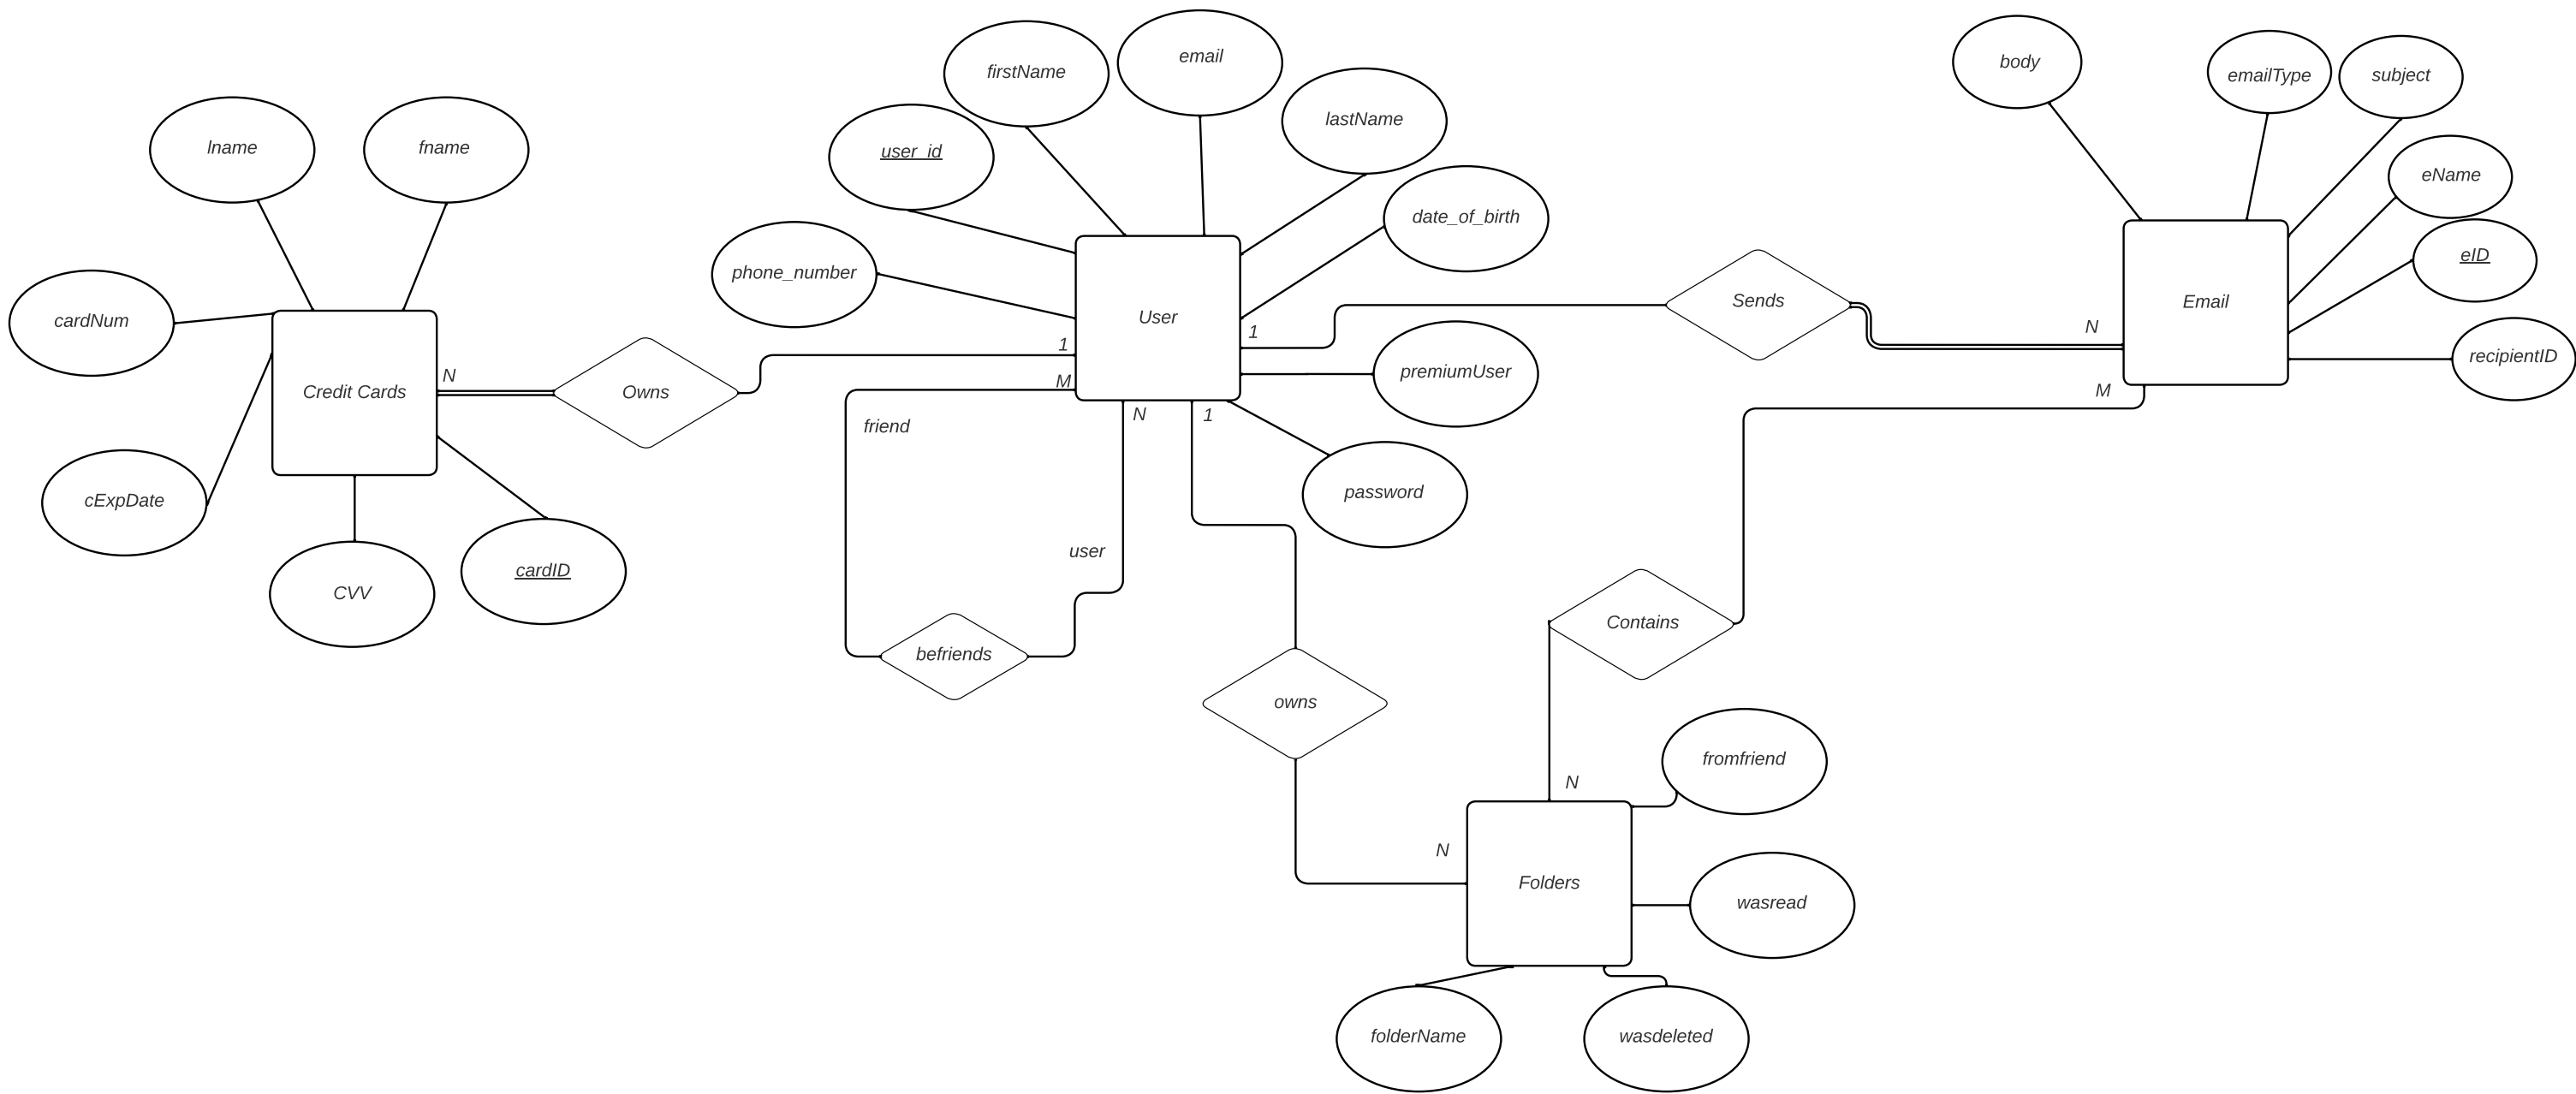 body
emailType
subject
firstName
email
lastName
user_id
lname
fname
eName
date_of_birth
eID
phone_number
cardNum
User
Sends
Email
N
1
1
recipientID
premiumUser
Credit Cards
N
Owns
M
M
friend
N
1
password
cExpDate
user
cardID
CVV
befriends
Contains
owns
fromfriend
N
N
Folders
wasread
folderName
wasdeleted